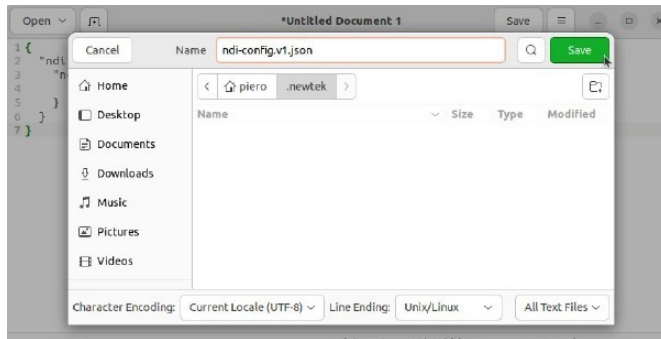 Open
*Untitled Document 1
Save
1 {
2 "ndi
3 "n
4
5 }
6 }
7 }
Cancel
Name
ndi-config.v1.json
Save
Home
piero
.newtek
Desktop
Name
Size
Type
Modified
Documents
Downloads
Music
Pictures
Videos
Character Encoding:
Current Locale (UTF-8)
Line Ending:
Unix/Linux
All Text Files